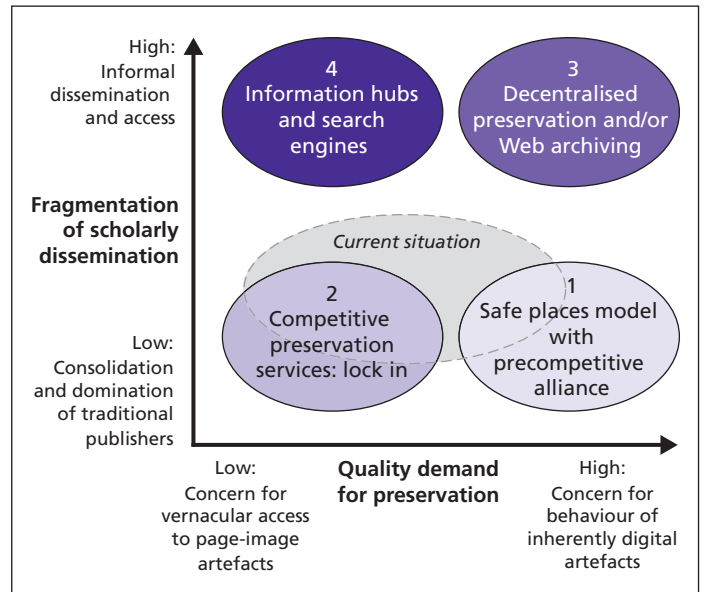 High:
Informal
dissemination
and access
Fragmentation
of scholarly
dissemination
Low:
Consolidation
and domination
of traditional
publishers
4
Information hubs
and search
engines
3
Decentralised
preservation and/or
Web archiving
Current situation
2
Competitive
preservation
services: lock in
1
Safe places model
with
precompetitive
alliance
Low:
Concern for
vernacular access
to page-image
artefacts
Quality demand
for preservation
High:
Concern for
behaviour of
inherently digital
artefacts